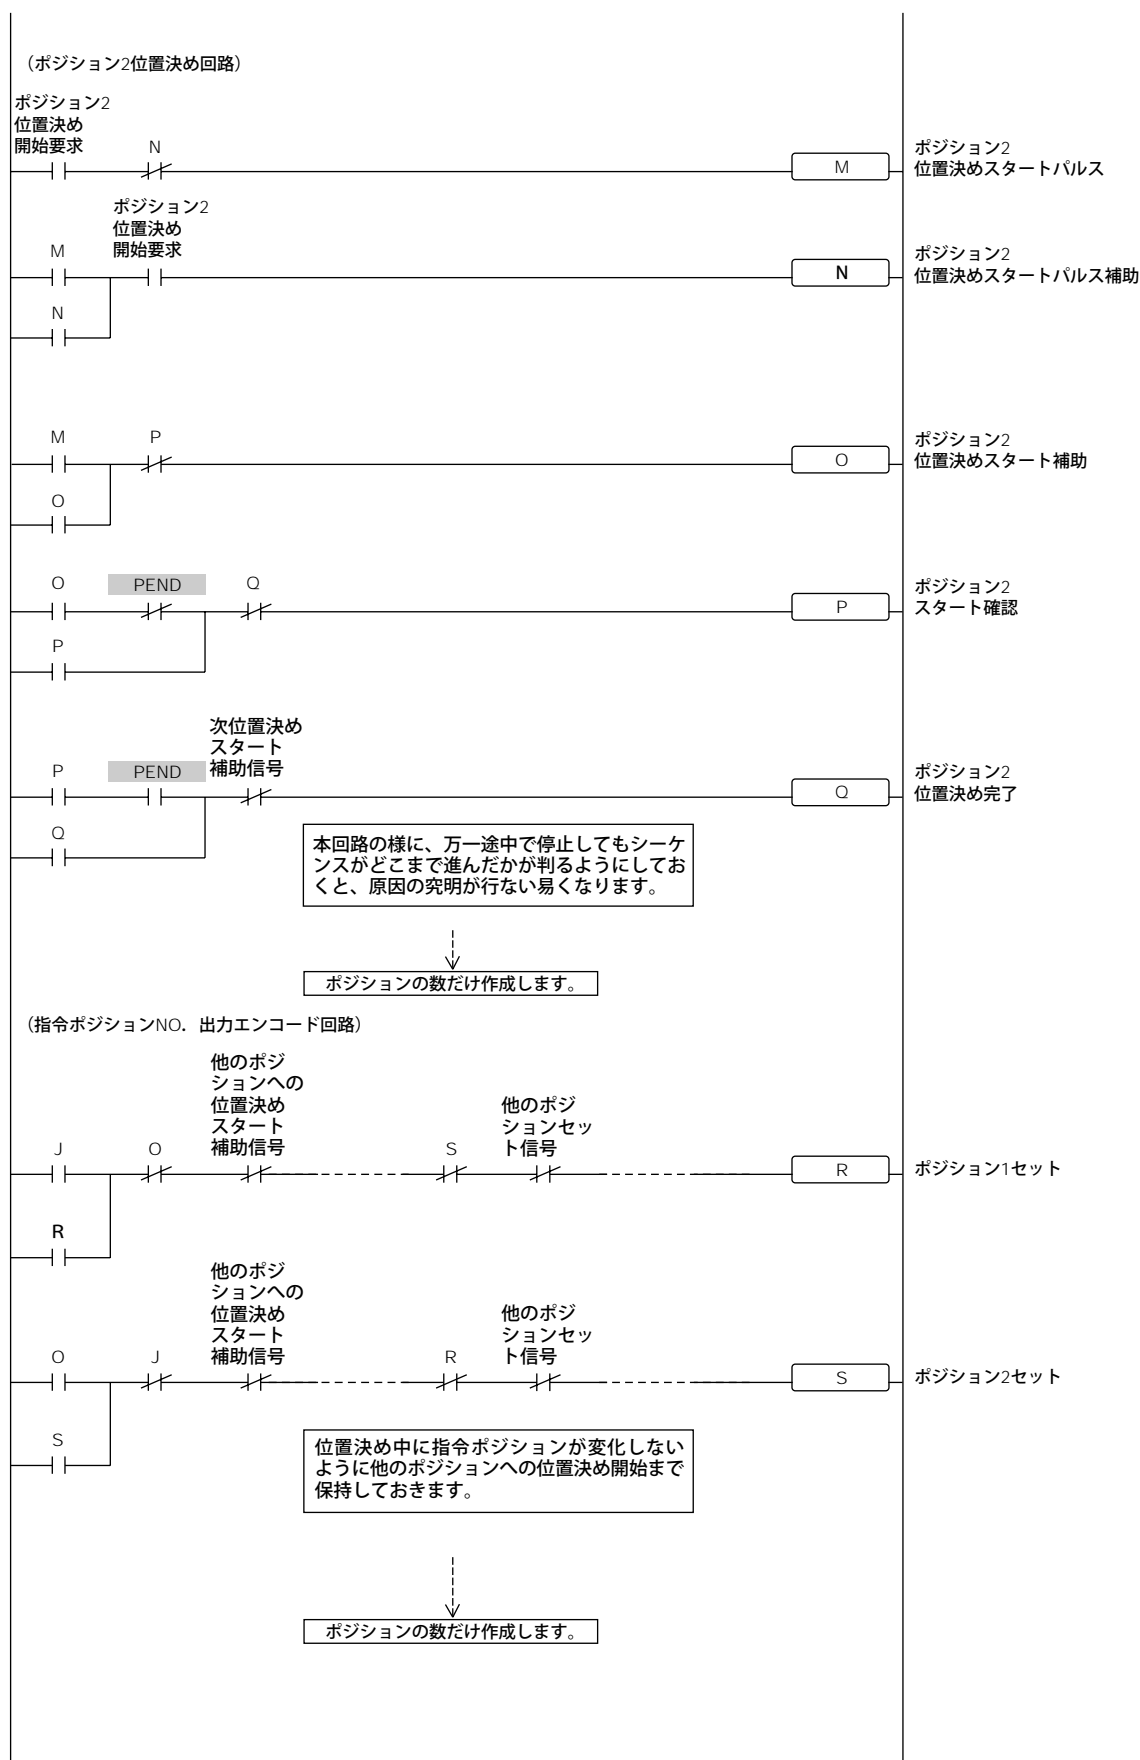 （ポジション2位置決め回路）
ポジション2
位置決め
開始要求
N
M
ポジション2
位置決めスタートパルス
ポジション2
位置決め
開始要求
M
N
ポジション2
位置決めスタートパルス補助
N
M
P
O
ポジション2
位置決めスタート補助
O
O
PEND
Q
P
ポジション2
スタート確認
P
次位置決め
スタート
補助信号
P
PEND
Q
ポジション2
位置決め完了
Q
本回路の様に、万一途中で停止してもシーケ
ンスがどこまで進んだかが判るようにしてお
くと、原因の究明が行ない易くなります。
ポジションの数だけ作成します。
（指令ポジションNO．出力エンコード回路）
他のポジ
ションへの
位置決め
スタート
補助信号
他のポジ
ションセッ
ト信号
J
O
S
R
ポジション1セット
R
他のポジ
ションへの
位置決め
スタート
補助信号
他のポジ
ションセッ
ト信号
O
J
R
S
ポジション2セット
S
位置決め中に指令ポジションが変化しない
ように他のポジションへの位置決め開始まで
保持しておきます。
ポジションの数だけ作成します。